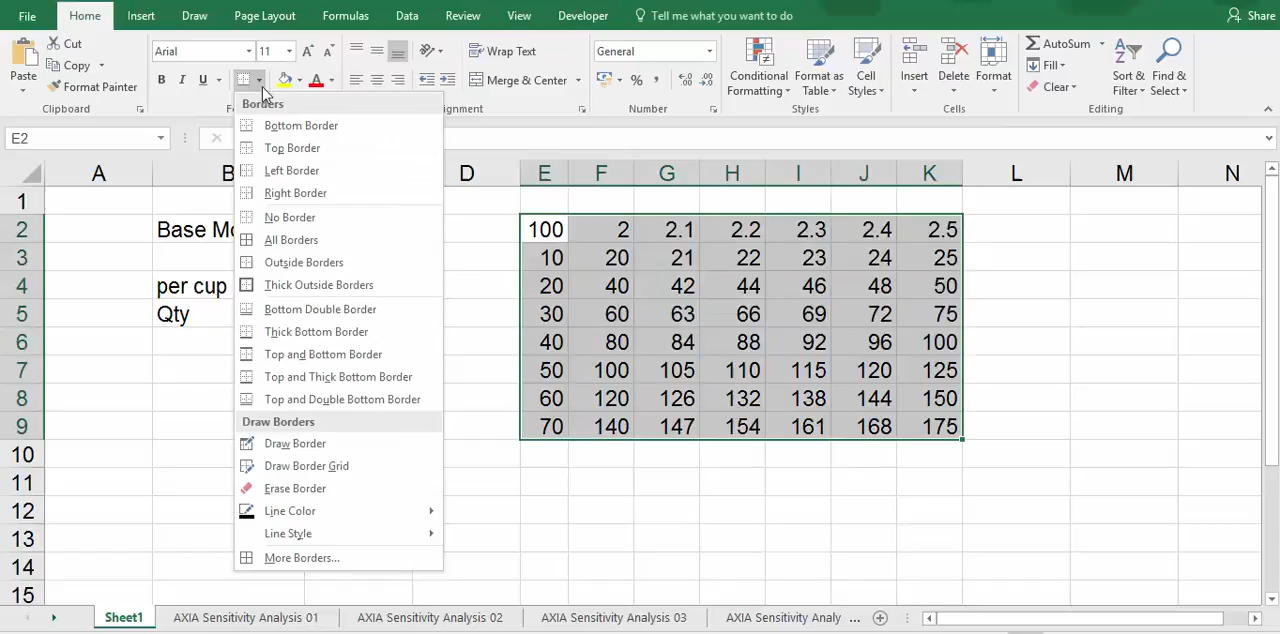 File Home Insert Draw Page Layout Formulas Data Review View Developer Tell me what you want to do Share
Paste
Cut
Copy
Format Painter
Clipboard
Arial 11
B I U
General
Wrap Text
Merge & Center
Number
Conditional Formatting
Format as Table
Cell Styles
Styles
Insert Delete Format
Cells
AutoSum
Fill
Clear
Sort & Filter
Find & Select
Editing
E2
Borders
Bottom Border
Top Border
Left Border
Right Border
No Border
All Borders
Outside Borders
Thick Outside Borders
Bottom Double Border
Thick Bottom Border
Top and Bottom Border
Top and Thick Bottom Border
Top and Double Bottom Border
Draw Borders
Draw Border
Draw Border Grid
Erase Border
Line Color
Line Style
More Borders...
A B D E F G H I J K L M N
1
2 Base Mo 100 2 2.1 2.2 2.3 2.4 2.5
3 10 20 21 22 23 24 25
4 per cup 20 40 42 44 46 48 50
5 Qty 30 60 63 66 69 72 75
6 40 80 84 88 92 96 100
7 50 100 105 110 115 120 125
8 60 120 126 132 138 144 150
9 70 140 147 154 161 168 175
10
11
12
13
14
15
Sheet1 AXIA Sensitivity Analysis 01 AXIA Sensitivity Analysis 02 AXIA Sensitivity Analysis 03 AXIA Sensitivity Analy ...